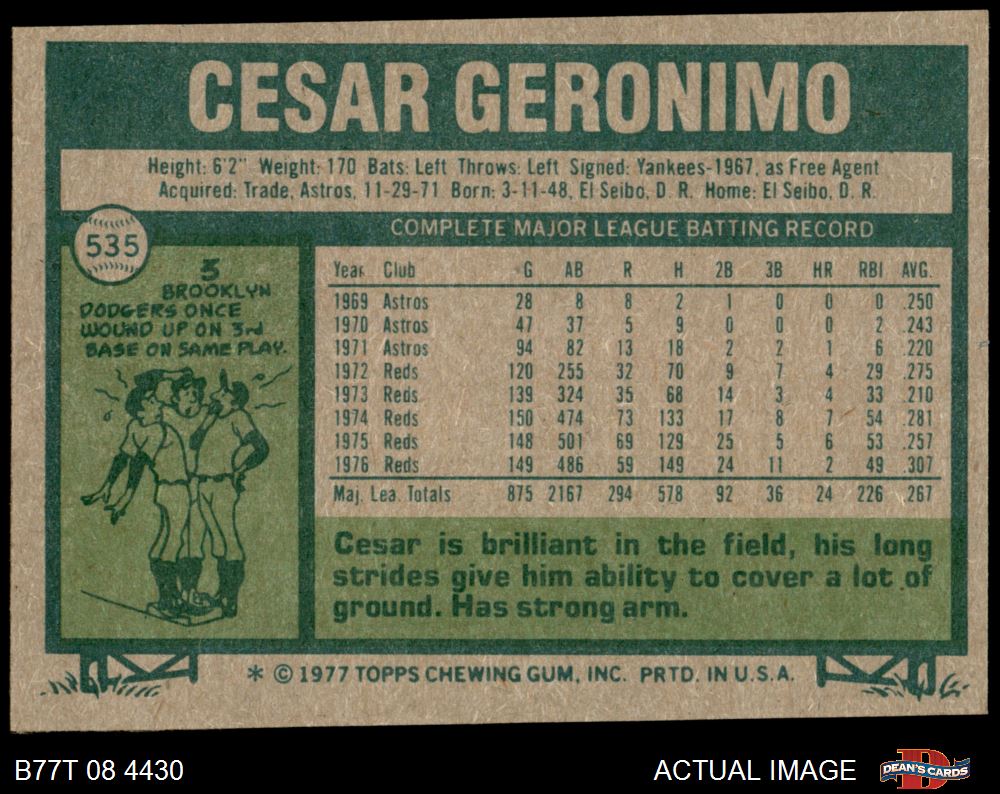 CESAR GERONIMO
Height: 6'2" Weight: 170 Bats: Left Throws: Left Signed: Yankees-1967, as Free Agent
Acquired: Trade, Astros, 11-29-71 Born: 3-11-48, El Seibo, D. R. Home: El Seibo, D. R.
535
3
BROOKLYN
DODGERS ONCE
WOUND UP ON 3rd
BASE ON SAME PLAY.
COMPLETE MAJOR LEAGUE BATTING RECORD
Year Club G AB R H 2B 3B HR RBI AVG.
1969 Astros 28 8 8 2 1 0 0 0 .250
1970 Astros 47 37 5 9 0 0 0 2 .243
1971 Astros 94 82 13 18 2 2 1 6 .220
1972 Reds 120 255 32 70 9 7 4 29 .275
1973 Reds 139 324 35 68 14 3 4 33 .210
1974 Reds 150 474 73 133 17 8 7 54 .281
1975 Reds 148 501 69 129 25 5 6 53 .257
1976 Reds 149 486 59 149 24 11 2 49 .307
Maj. Lea. Totals 875 2167 294 578 92 36 24 226 .267
Cesar is brilliant in the field, his long
strides give him ability to cover a lot of
ground. Has strong arm.
* © 1977 TOPPS CHEWING GUM, INC. PRTD. IN U.S.A.
B77T 08 4430
ACTUAL IMAGE
D
DEAN'S CARDS